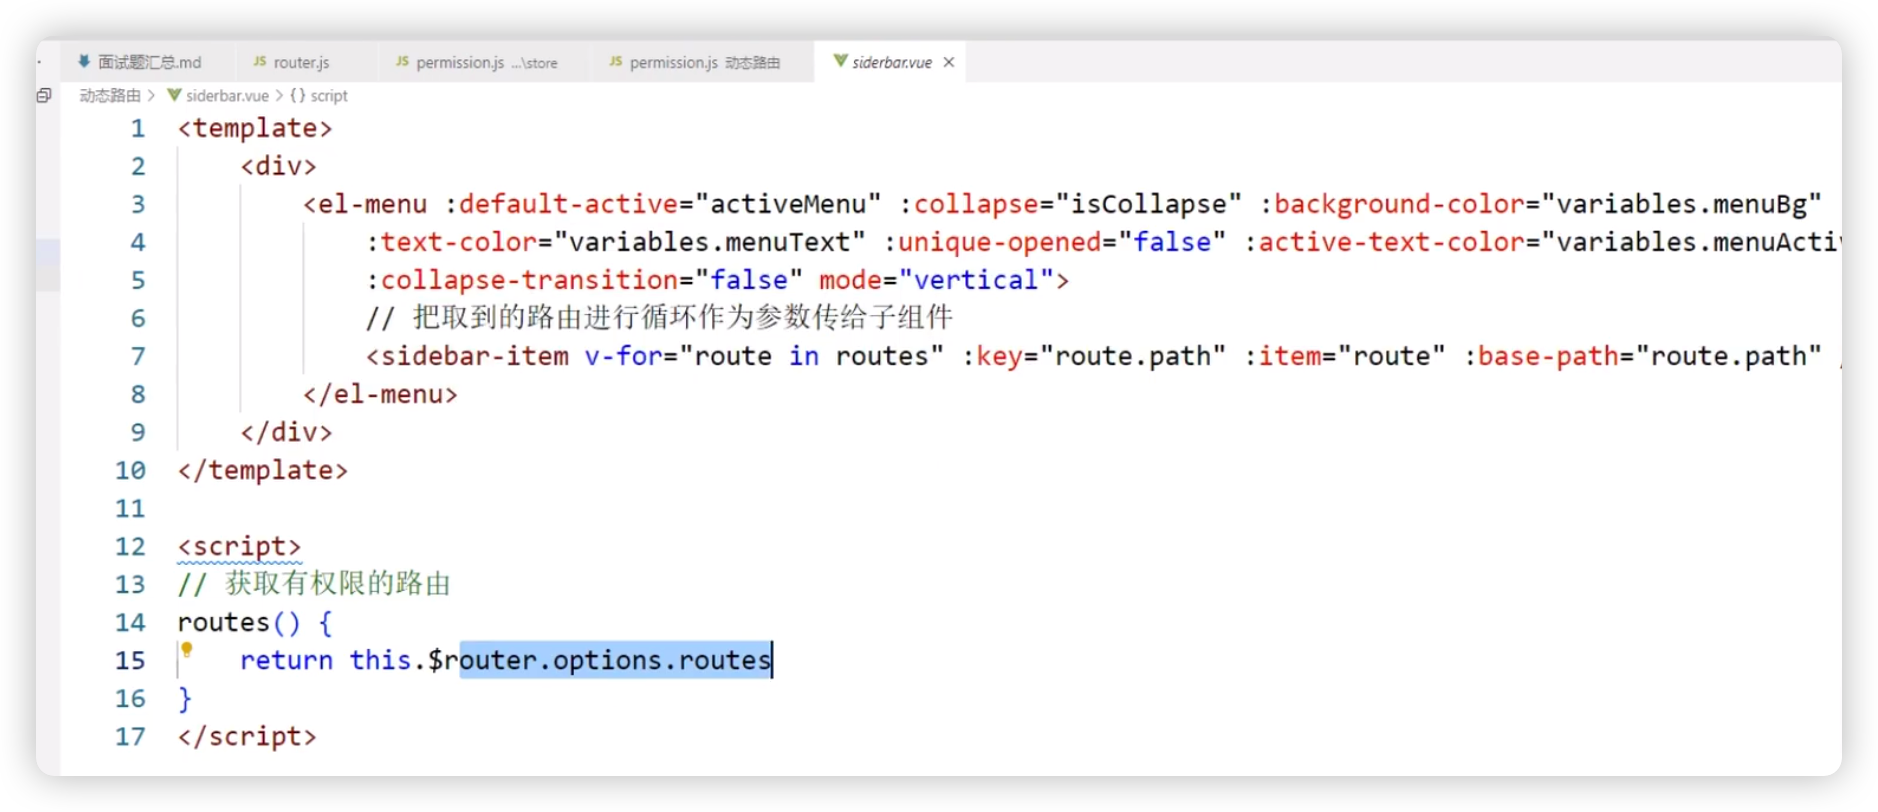 面试题汇总.md router.js permission.js ...\store permission.js 动态路由 siderbar.vue
动态路由 > siderbar.vue > {} script
1 <template>
2 <div>
3 <el-menu :default-active="activeMenu" :collapse="isCollapse" :background-color="variables.menuBg"
4 :text-color="variables.menuText" :unique-opened="false" :active-text-color="variables.menuActi
5 :collapse-transition="false" mode="vertical">
6 // 把取到的路由进行循环作为参数传给子组件
7 <sidebar-item v-for="route in routes" :key="route.path" :item="route" :base-path="route.path"
8 </el-menu>
9 </div>
10 </template>
11
12 <script>
13 // 获取有权限的路由
14 routes() {
15 return this.$router.options.routes
16 }
17 </script>